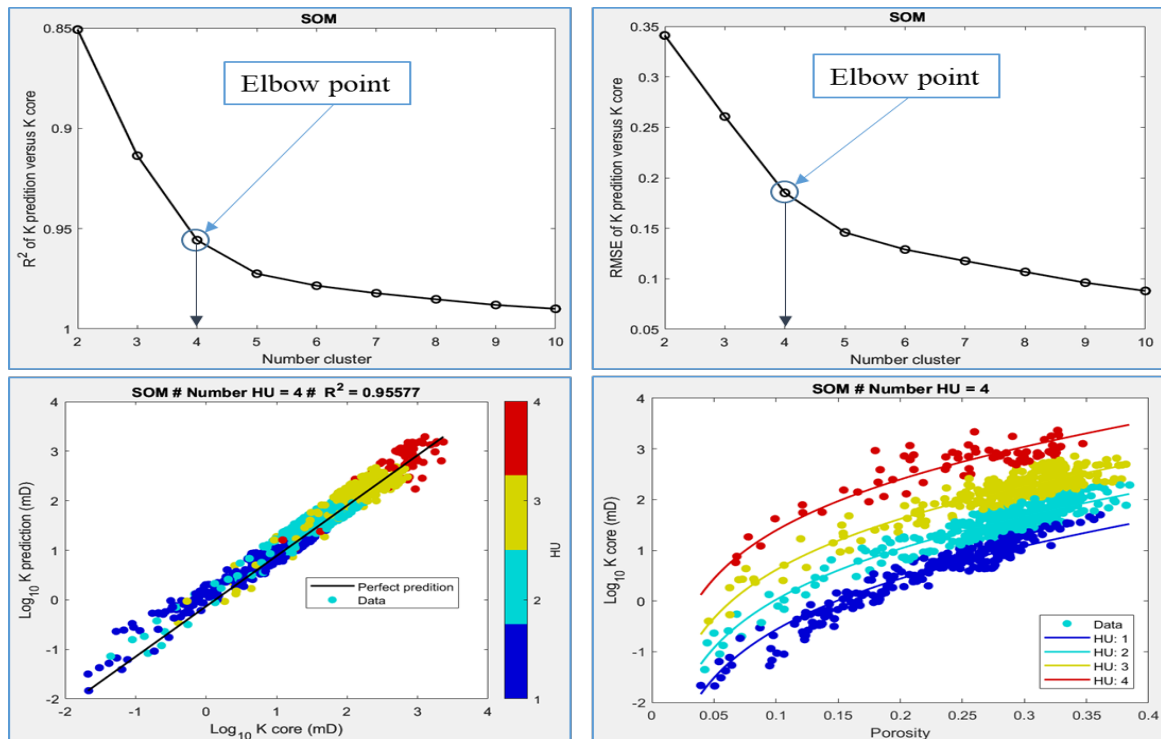 SOM
0.85
0.9
0.95
1
R² of K predition versus K core
Elbow point
2 3 4 5 6 7 8 9 10
Number cluster
SOM
0.35
0.3
0.25
0.2
0.15
0.1
0.05
RMSE of K predition versus K core
Elbow point
2 3 4 5 6 7 8 9 10
Number cluster
SOM # Number HU = 4 # R² = 0.95577
4
3
2
1
0
-1
-2
Log₁₀ K prediction (mD)
Perfect predition
Data
-2 -1 0 1 2 3 4
Log₁₀ K core (mD)
4
3
2
1
HU
SOM # Number HU = 4
4
3
2
1
0
-1
-2
Log₁₀ K core (mD)
Data
HU: 1
HU: 2
HU: 3
HU: 4
0 0.05 0.1 0.15 0.2 0.25 0.3 0.35 0.4
Porosity